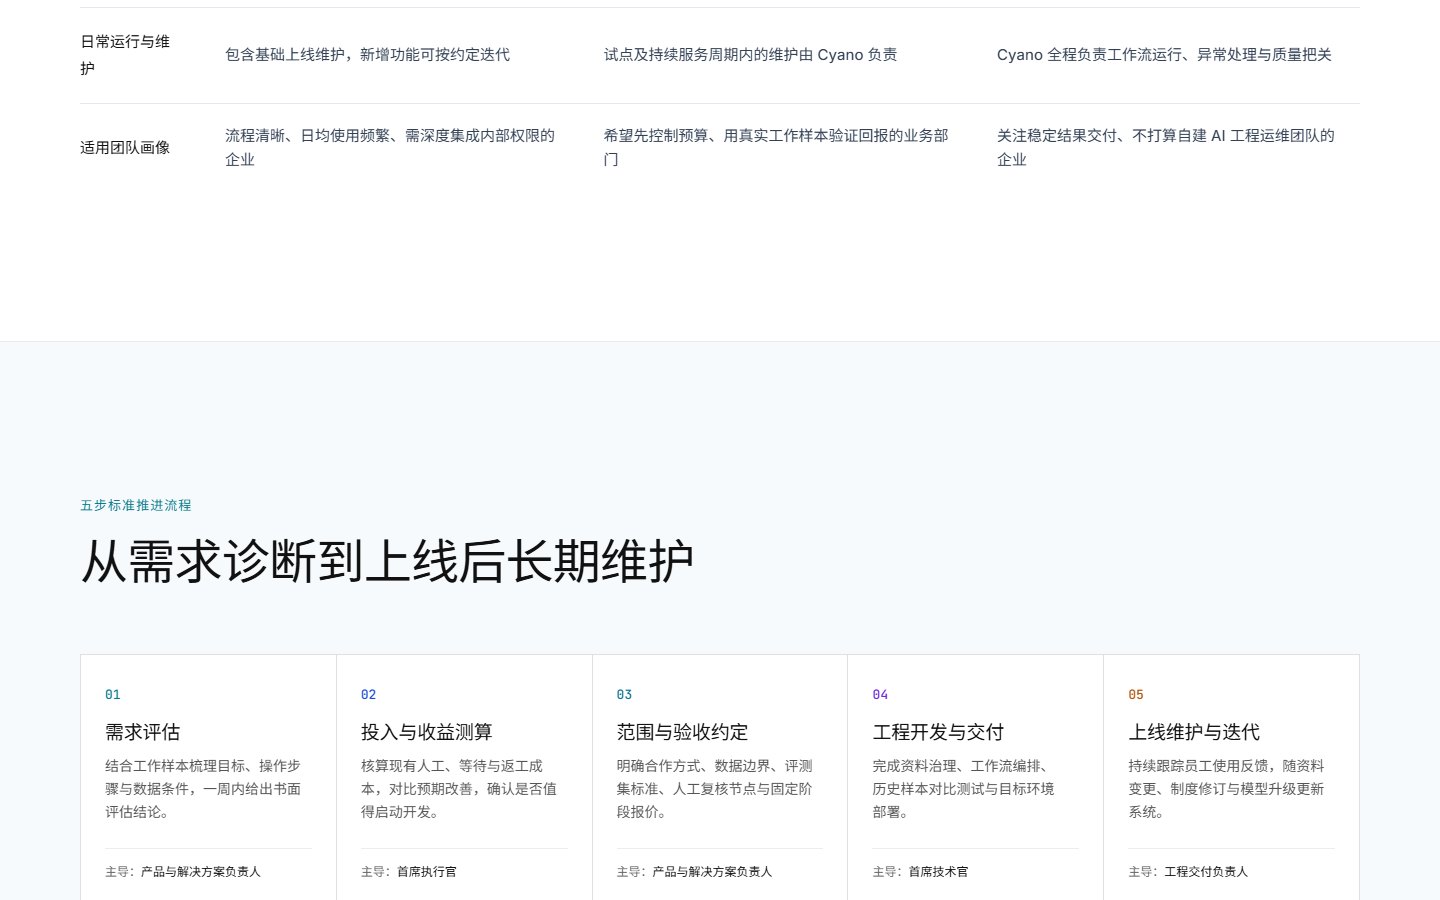 日常运行与维
护
包含基础上线维护，新增功能可按约定迭代
试点及持续服务周期内的维护由 Cyano 负责
Cyano 全程负责工作流运行、异常处理与质量把关
适用团队画像
流程清晰、日均使用频繁、需深度集成内部权限的
企业
希望先控制预算、用真实工作样本验证回报的业务部
门
关注稳定结果交付、不打算自建 AI 工程运维团队的
企业
五步标准推进流程
从需求诊断到上线后长期维护
01
需求评估
结合工作样本梳理目标、操作步
骤与数据条件，一周内给出书面
评估结论。
主导：产品与解决方案负责人
02
投入与收益测算
核算现有人工、等待与返工成
本，对比预期改善，确认是否值
得启动开发。
主导：首席执行官
03
范围与验收约定
明确合作方式、数据边界、评测
集标准、人工复核节点与固定阶
段报价。
主导：产品与解决方案负责人
04
工程开发与交付
完成资料治理、工作流编排、
历史样本对比测试与目标环境
部署。
主导：首席技术官
05
上线维护与迭代
持续跟踪员工使用反馈，随资料
变更、制度修订与模型升级更新
系统。
主导：工程交付负责人